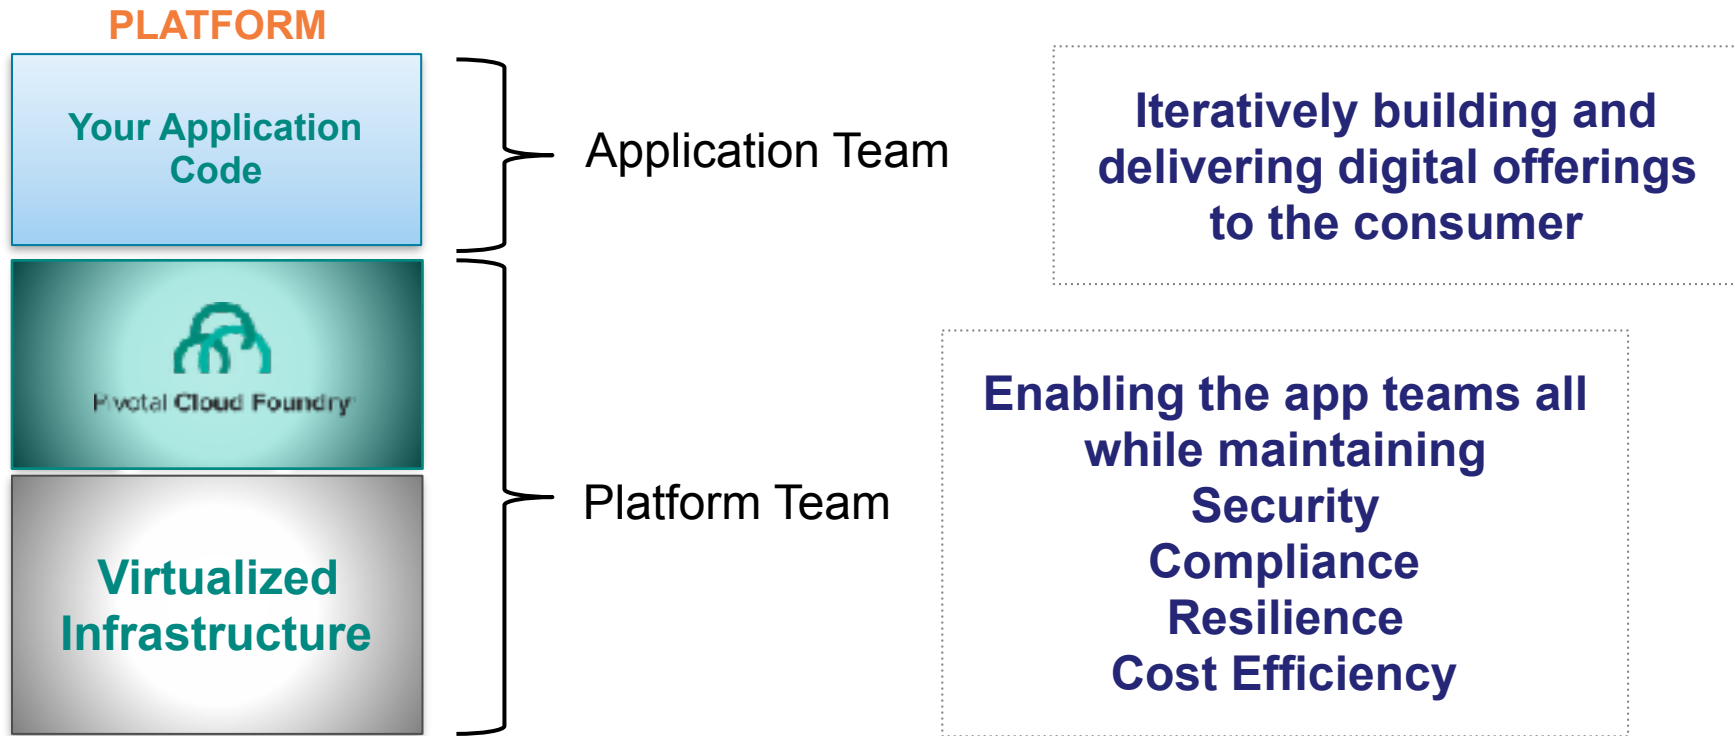 PLATFORM
Your Application
Code
Application Team
Iteratively building and
delivering digital offerings
to the consumer
Pivotal Cloud Foundry
Virtualized
Infrastructure
Platform Team
Enabling the app teams all
while maintaining
Security
Compliance
Resilience
Cost Efficiency